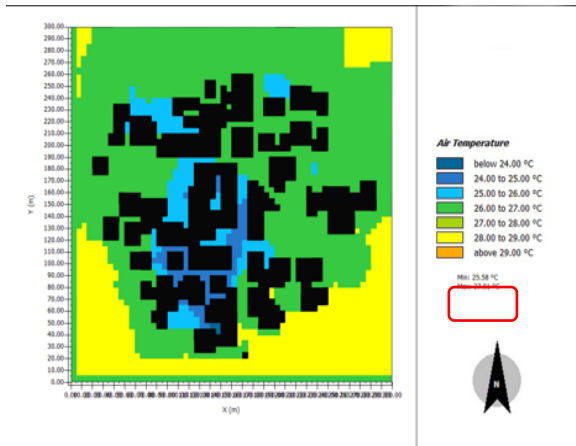 300.00
290.00
280.00
270.00
260.00
250.00
240.00
230.00
220.00
210.00
200.00
190.00
180.00
170.00
160.00
150.00
140.00
130.00
120.00
110.00
100.00
90.00
80.00
70.00
60.00
50.00
40.00
30.00
20.00
10.00
0.00
Y (m)
X (m)
Air Temperature
below 24.00 °C
24.00 to 25.00 °C
25.00 to 26.00 °C
26.00 to 27.00 °C
27.00 to 28.00 °C
28.00 to 29.00 °C
above 29.00 °C
Min: 25.58 °C
N